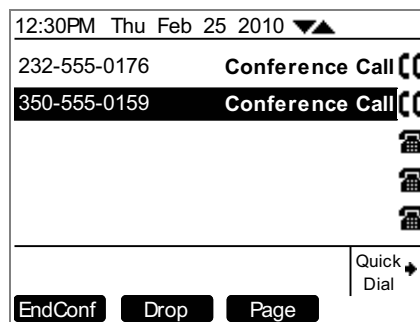 12:30PM Thu Feb 25 2010
232-555-0176 Conference Call
350-555-0159 Conference Call
Quick
Dial
EndConf Drop Page